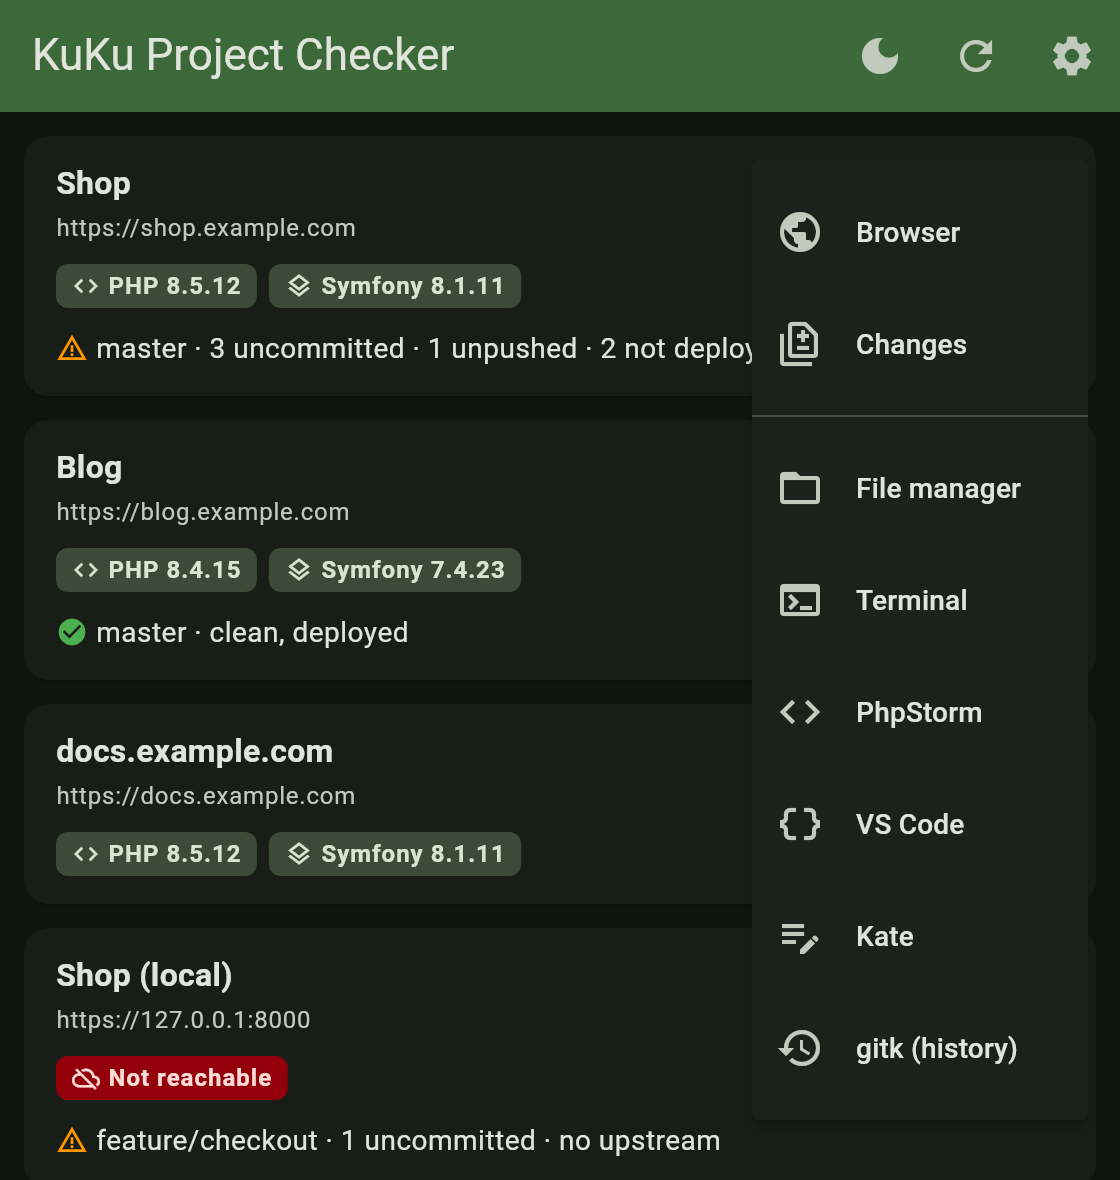 KuKu Project Checker
Shop
https://shop.example.com
PHP 8.5.12
Symfony 8.1.11
master · 3 uncommitted · 1 unpushed · 2 not deploy
Blog
https://blog.example.com
PHP 8.4.15
Symfony 7.4.23
master · clean, deployed
docs.example.com
https://docs.example.com
PHP 8.5.12
Symfony 8.1.11
Shop (local)
https://127.0.0.1:8000
Not reachable
feature/checkout · 1 uncommitted · no upstream
Browser
Changes
File manager
Terminal
PhpStorm
VS Code
Kate
gitk (history)